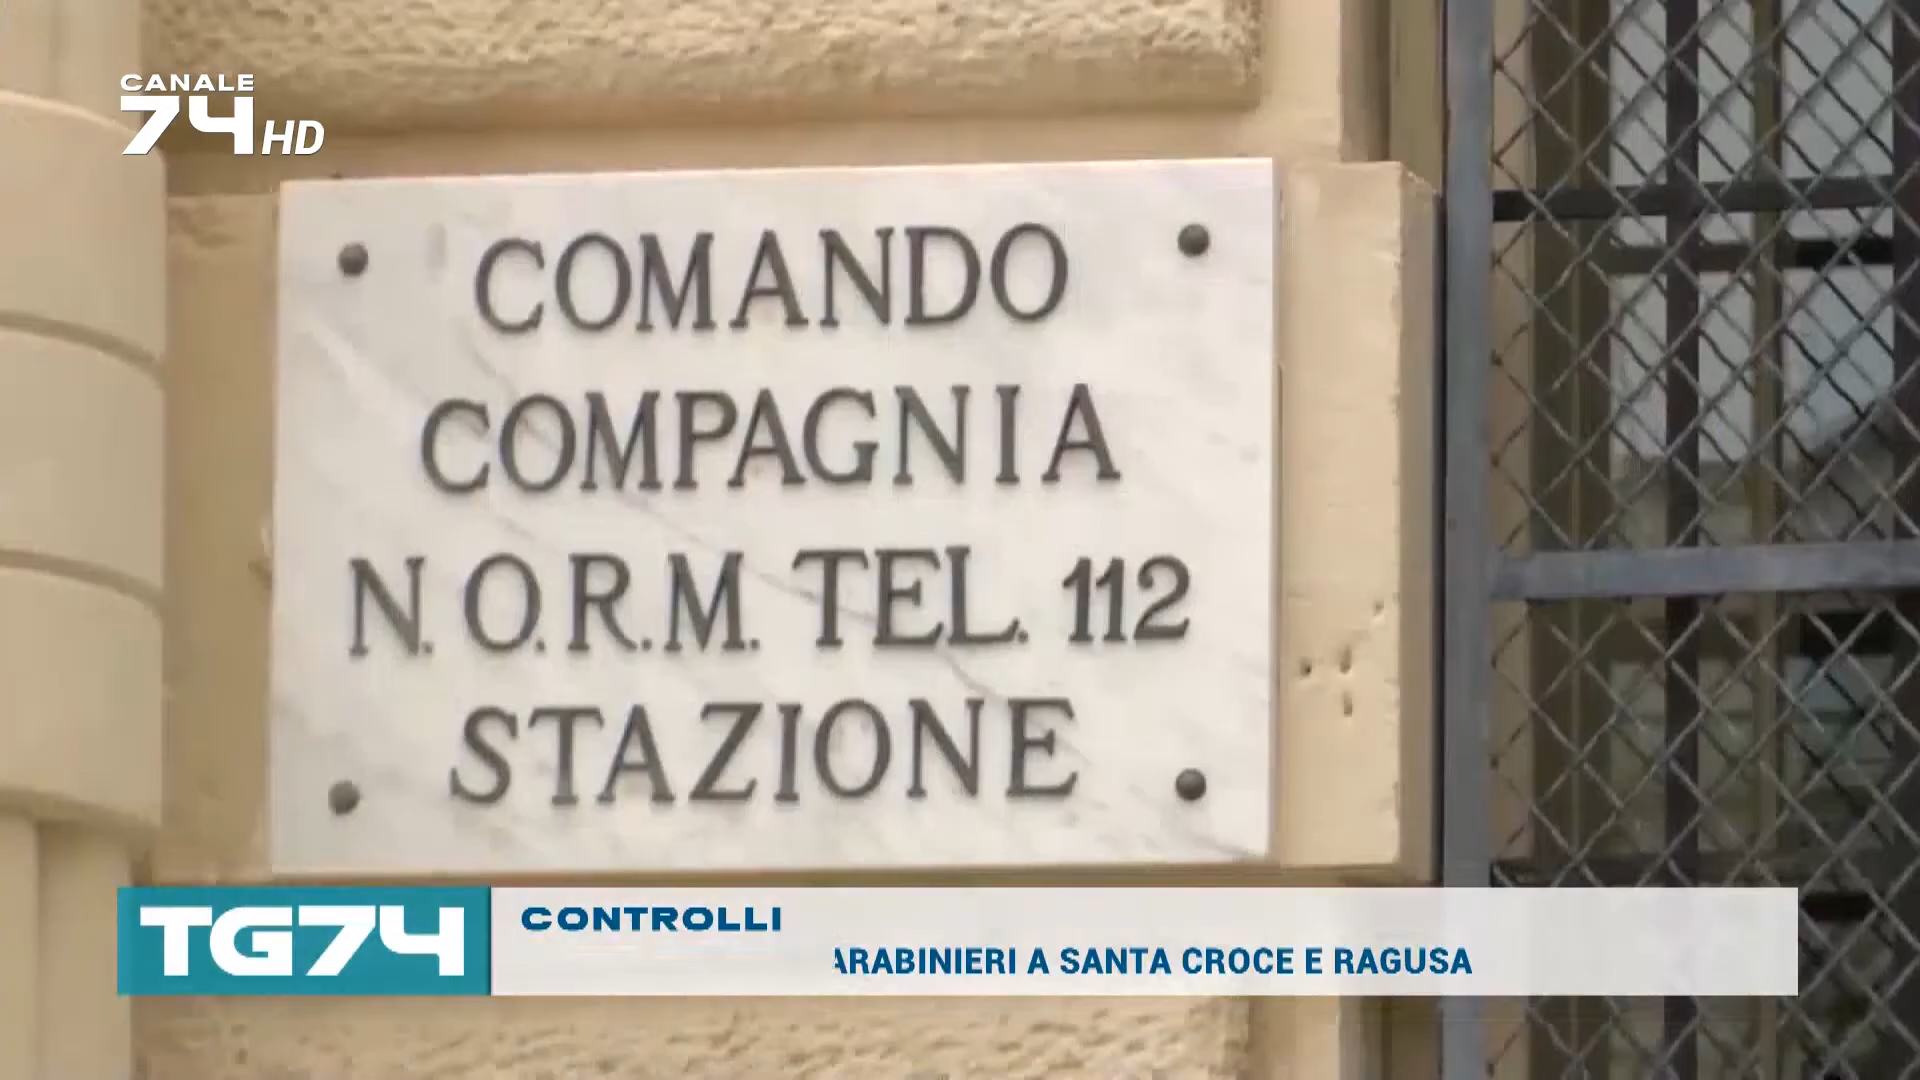 CANALE
74 HD
COMANDO
COMPAGNIA
N.O.R.M. TEL. 112
STAZIONE
TG74
CONTROLLI
ARABINIERI A SANTA CROCE E RAGUSA